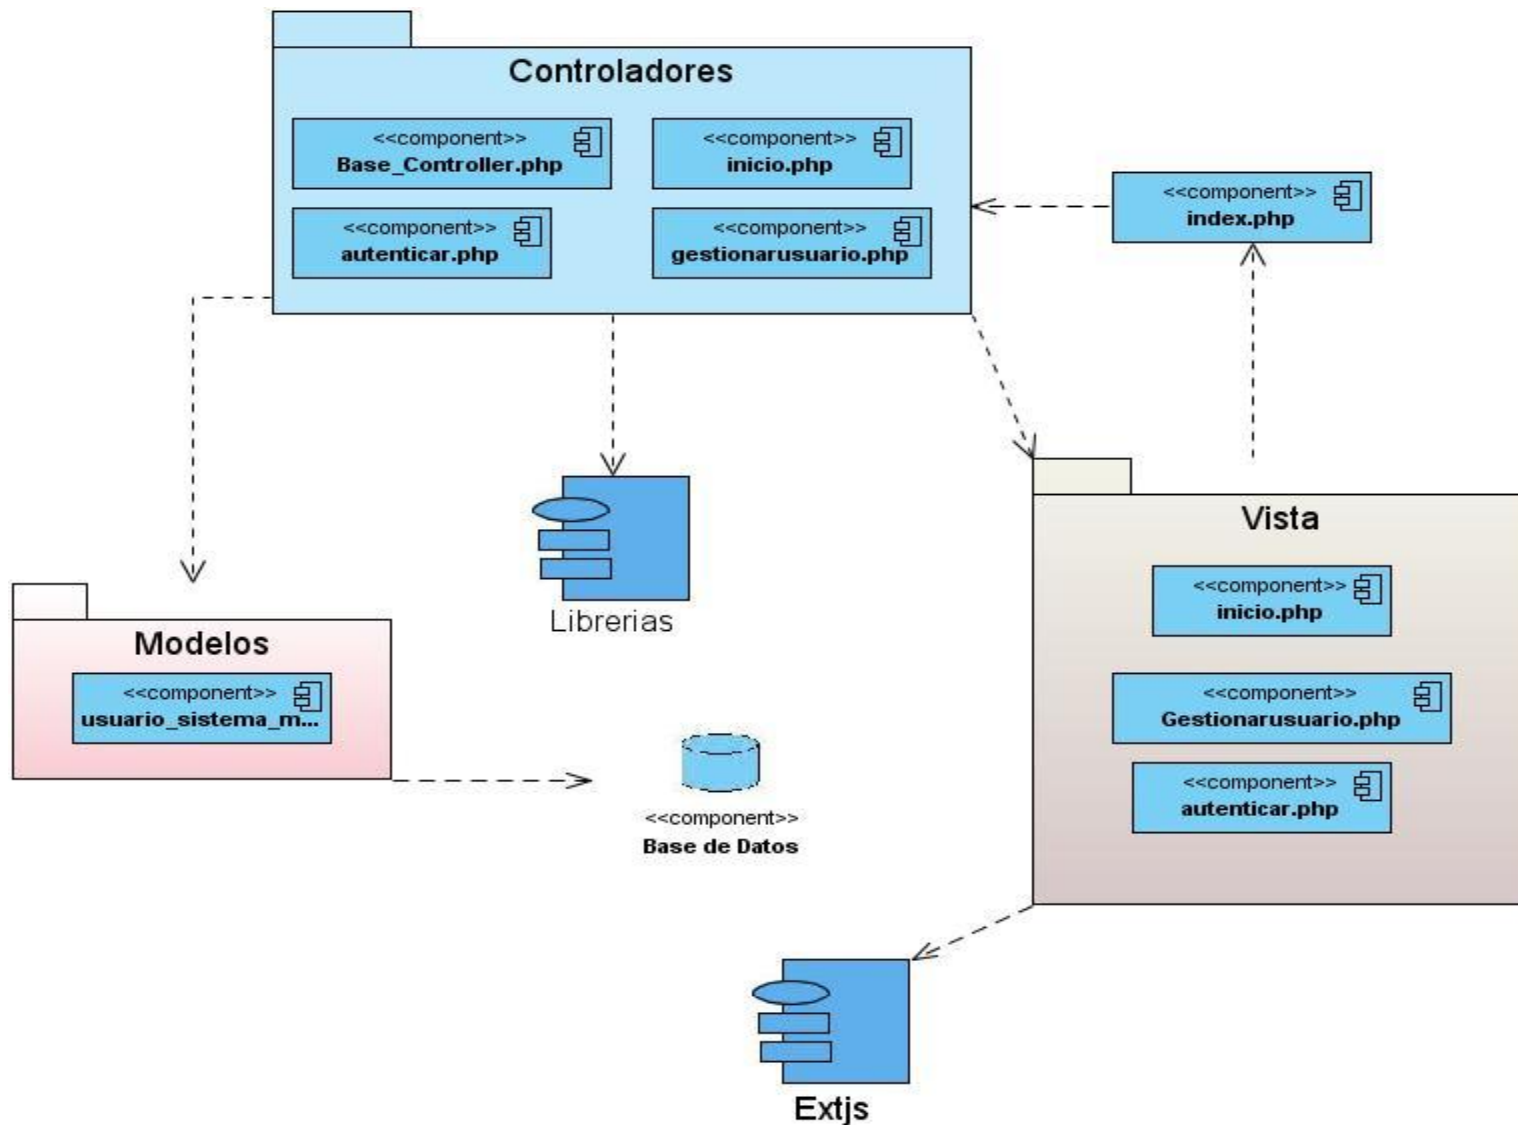 Controladores
<<component>>
Base_Controller.php
<<component>>
inicio.php
<<component>>
autenticar.php
<<component>>
gestionarusuario.php
<<component>>
index.php
Vista
<<component>>
inicio.php
<<component>>
Gestionarusuario.php
<<component>>
autenticar.php
Librerias
Modelos
<<component>>
usuario_sistema_m...
<<component>>
Base de Datos
Extjs